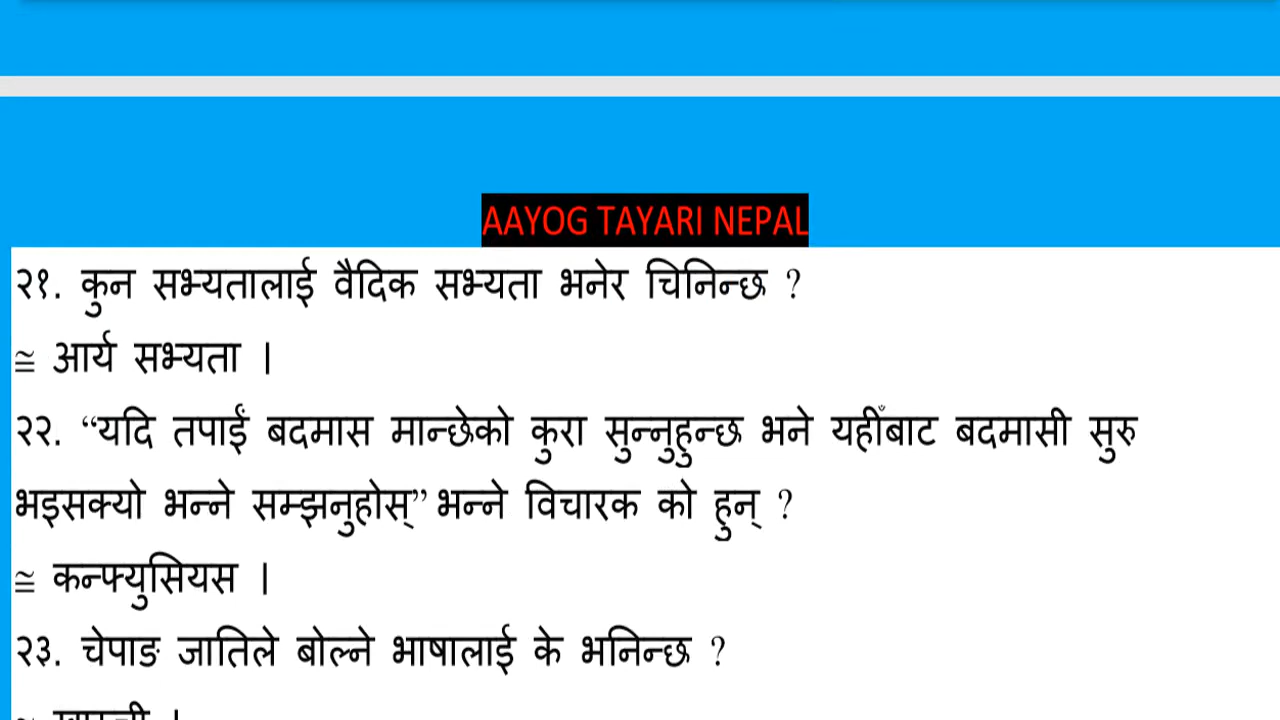 AAYOG TAYARI NEPAL
२१. कुन सभ्यतालाई वैदिक सभ्यता भनेर चिनिन्छ ?
≅ आर्य सभ्यता ।
२२. “यदि तपाईं बदमास मान्छेको कुरा सुन्नुहुन्छ भने यहीँबाट बदमासी सुरु
भइसक्यो भन्ने सम्झनुहोस्” भन्ने विचारक को हुन् ?
≅ कन्फ्युसियस ।
२३. चेपाङ जातिले बोल्ने भाषालाई के भनिन्छ ?